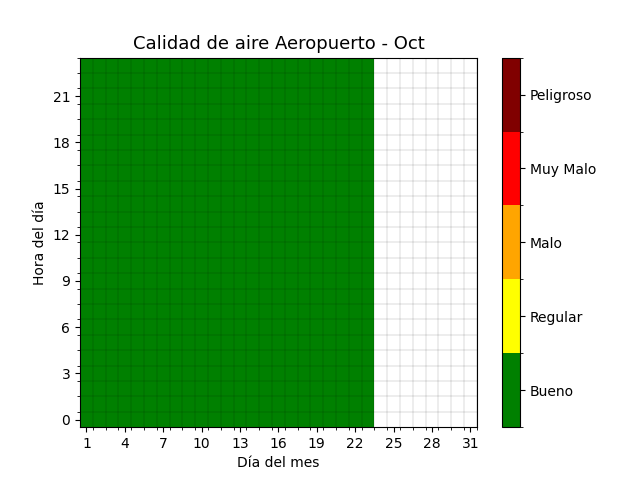 Calidad de aire Aeropuerto - Oct
21
18
15
12
9
6
3
0
Hora del día
1 4 7 10 13 16 19 22 25 28 31
Día del mes
Peligroso
Muy Malo
Malo
Regular
Bueno